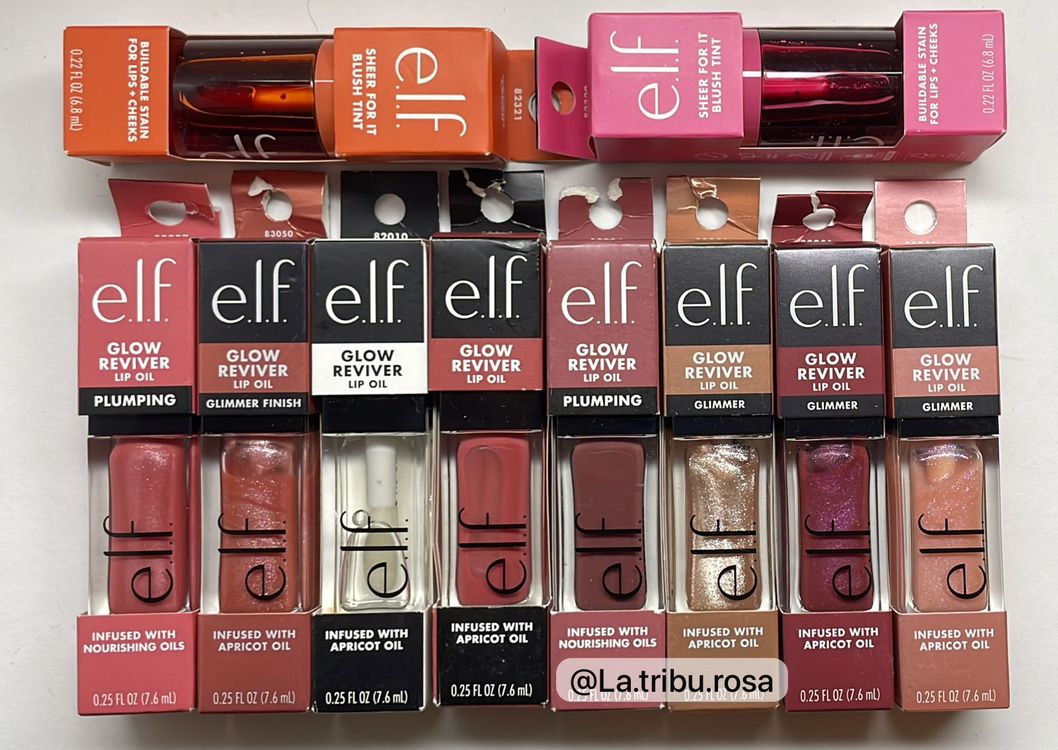 0.22 FL OZ (6.8 mL)
BUILDABLE STAIN
FOR LIPS + CHEEKS
e.l.f.
SHEER FOR IT
BLUSH TINT
e.l.f.
82321
e.l.f.
SHEER FOR IT
BLUSH TINT
BUILDABLE STAIN
FOR LIPS + CHEEKS
0.22 FL OZ (6.8 mL)
83050
82010
e.l.f.
GLOW
REVIVER
LIP OIL
PLUMPING
e.l.f.
INFUSED WITH
NOURISHING OILS
0.25 FL OZ (7.6 mL)
e.l.f.
GLOW
REVIVER
LIP OIL
GLIMMER FINISH
e.l.f.
INFUSED WITH
APRICOT OIL
0.25 FL OZ (7.6 mL)
e.l.f.
GLOW
REVIVER
LIP OIL
e.l.f.
INFUSED WITH
APRICOT OIL
0.25 FL OZ (7.6 mL)
e.l.f.
GLOW
REVIVER
LIP OIL
e.l.f.
INFUSED WITH
APRICOT OIL
0.25 FL OZ (7.6 mL)
e.l.f.
GLOW
REVIVER
LIP OIL
PLUMPING
e.l.f.
INFUSED WITH
NOURISHING OILS
e.l.f.
GLOW
REVIVER
LIP OIL
GLIMMER
e.l.f.
INFUSED WITH
APRICOT OIL
e.l.f.
GLOW
REVIVER
LIP OIL
GLIMMER
e.l.f.
INFUSED WITH
APRICOT OIL
0.25 FL OZ (7.6 mL)
e.l.f.
GLOW
REVIVER
LIP OIL
GLIMMER
e.l.f.
INFUSED WITH
APRICOT OIL
0.25 FL OZ (7.6 mL)
@La.tribu.rosa